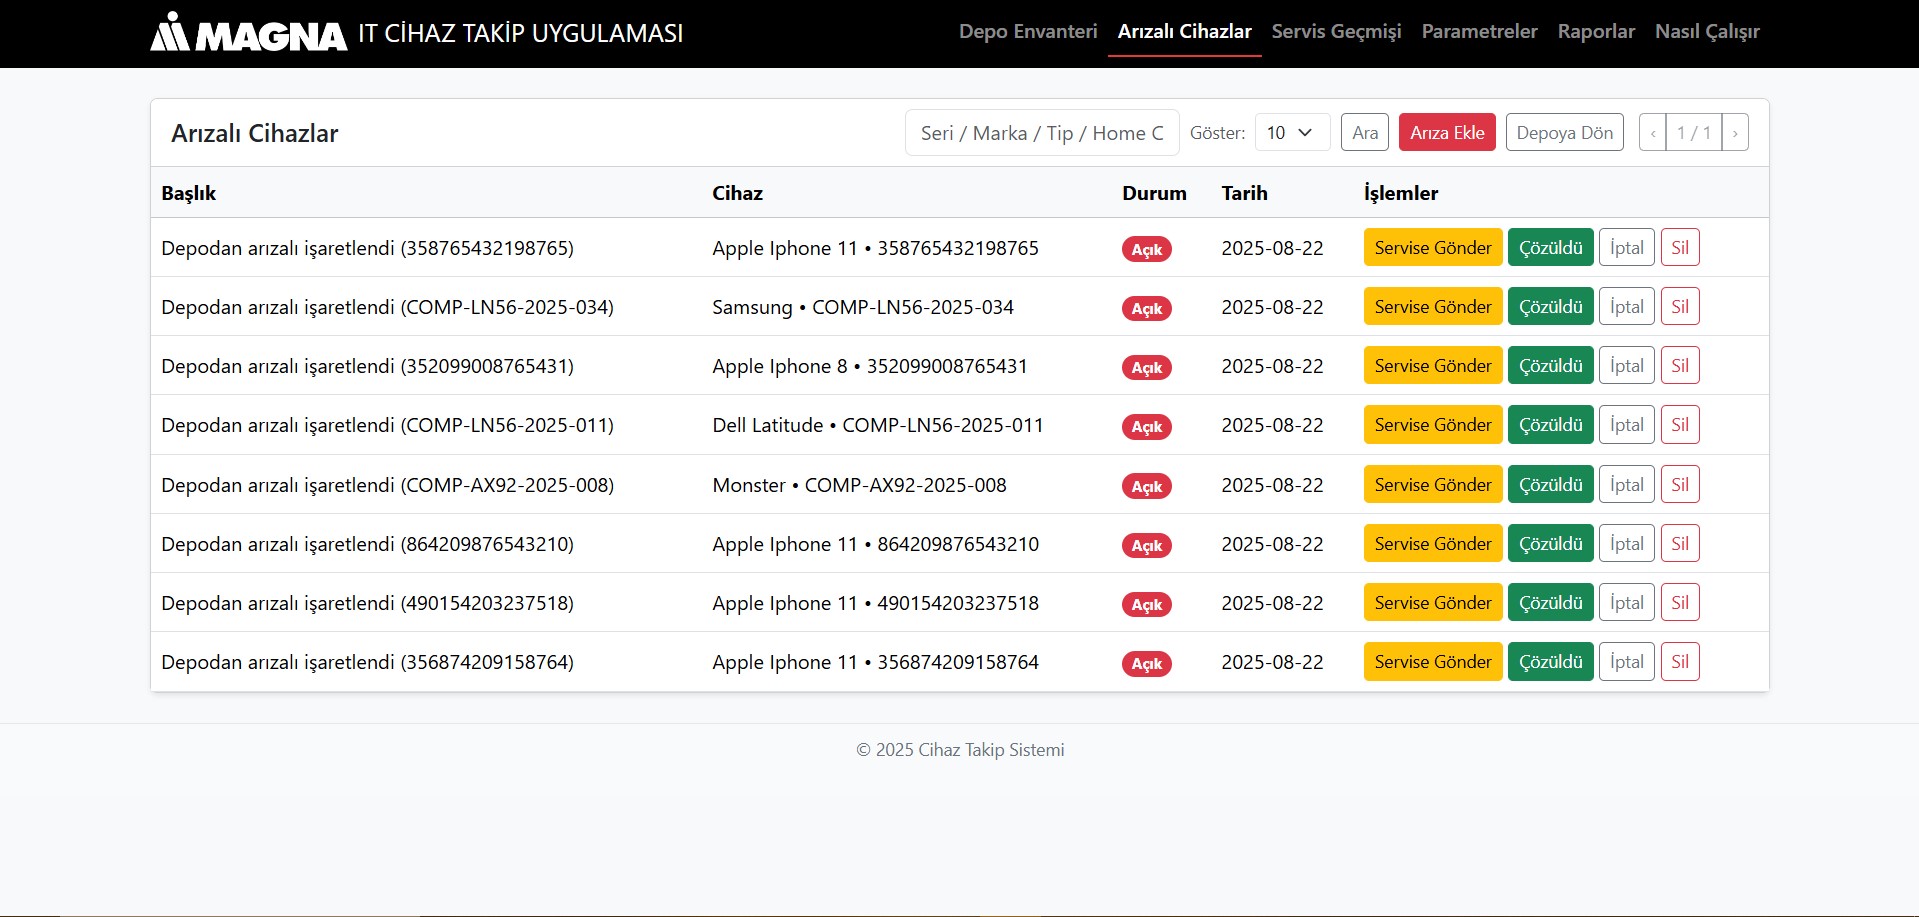 MAGNA IT CİHAZ TAKİP UYGULAMASI Depo Envanteri Arızalı Cihazlar Servis Geçmişi Parametreler Raporlar Nasıl Çalışır
Arızalı Cihazlar Seri / Marka / Tip / Home C Göster: 10 Ara Arıza Ekle Depoya Dön ‹ 1 / 1 ›
Başlık Cihaz Durum Tarih İşlemler
Depodan arızalı işaretlendi (358765432198765) Apple Iphone 11 • 358765432198765 Açık 2025-08-22 Servise Gönder Çözüldü İptal Sil
Depodan arızalı işaretlendi (COMP-LN56-2025-034) Samsung • COMP-LN56-2025-034 Açık 2025-08-22 Servise Gönder Çözüldü İptal Sil
Depodan arızalı işaretlendi (352099008765431) Apple Iphone 8 • 352099008765431 Açık 2025-08-22 Servise Gönder Çözüldü İptal Sil
Depodan arızalı işaretlendi (COMP-LN56-2025-011) Dell Latitude • COMP-LN56-2025-011 Açık 2025-08-22 Servise Gönder Çözüldü İptal Sil
Depodan arızalı işaretlendi (COMP-AX92-2025-008) Monster • COMP-AX92-2025-008 Açık 2025-08-22 Servise Gönder Çözüldü İptal Sil
Depodan arızalı işaretlendi (864209876543210) Apple Iphone 11 • 864209876543210 Açık 2025-08-22 Servise Gönder Çözüldü İptal Sil
Depodan arızalı işaretlendi (490154203237518) Apple Iphone 11 • 490154203237518 Açık 2025-08-22 Servise Gönder Çözüldü İptal Sil
Depodan arızalı işaretlendi (356874209158764) Apple Iphone 11 • 356874209158764 Açık 2025-08-22 Servise Gönder Çözüldü İptal Sil
© 2025 Cihaz Takip Sistemi